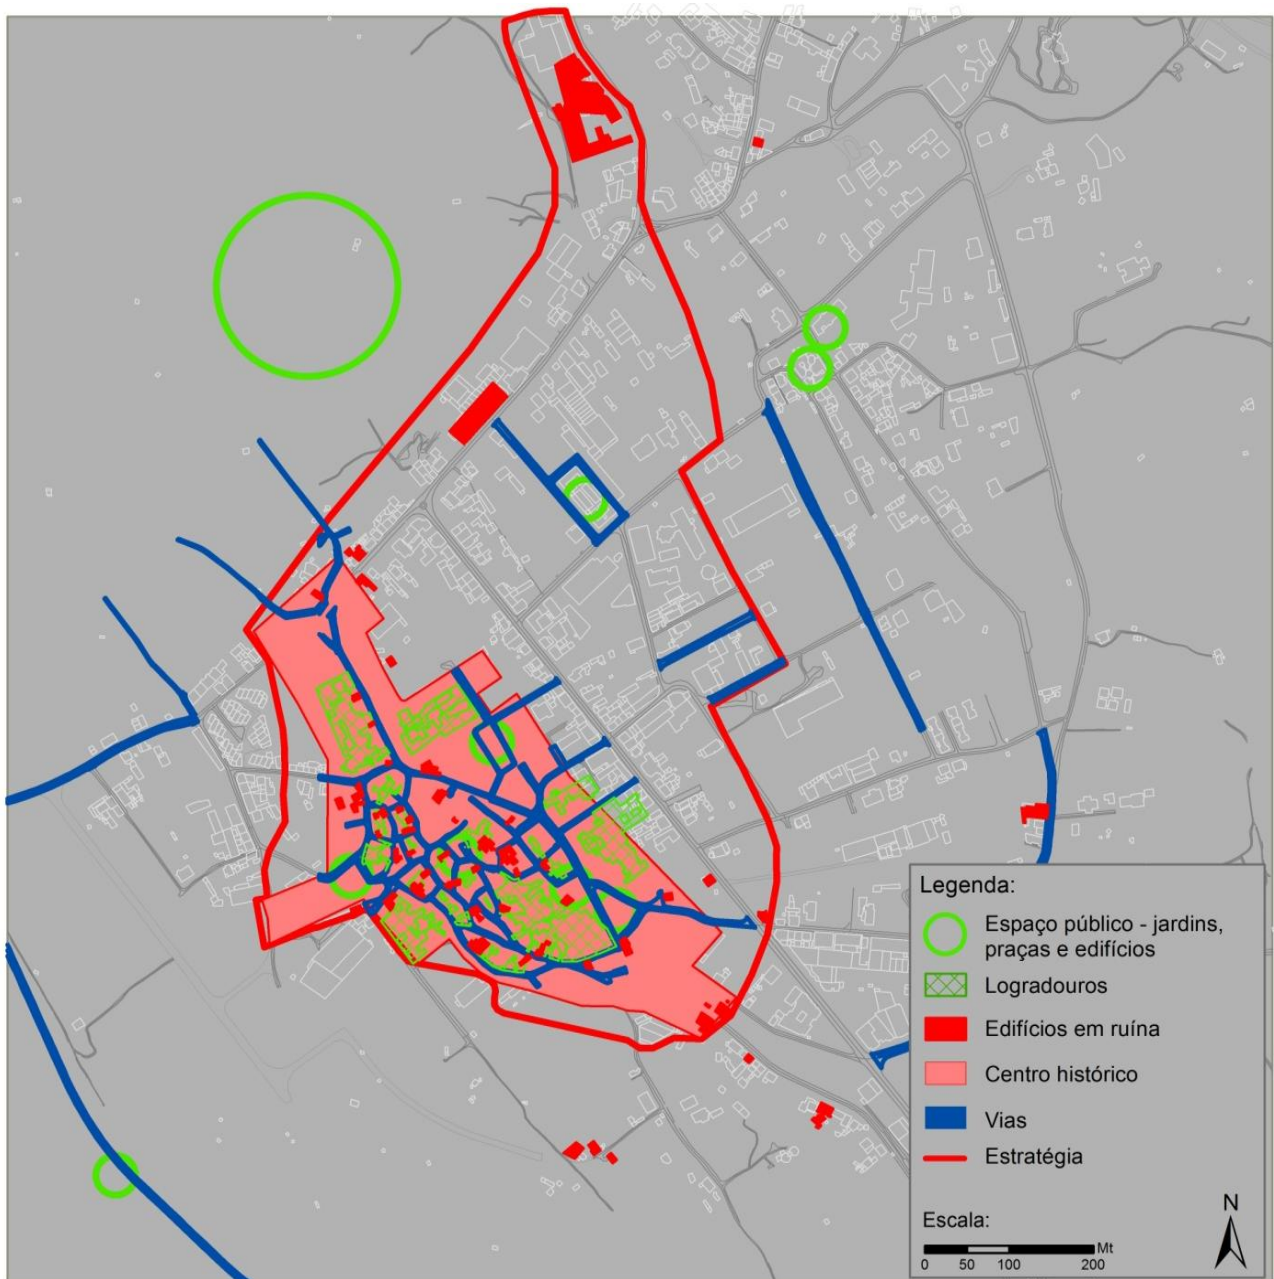 Legenda:
Espaço público - jardins,
praças e edifícios
Logradouros
Edifícios em ruína
Centro histórico
Vias
Estratégia
N
Escala:
Mt
0 50 100 200